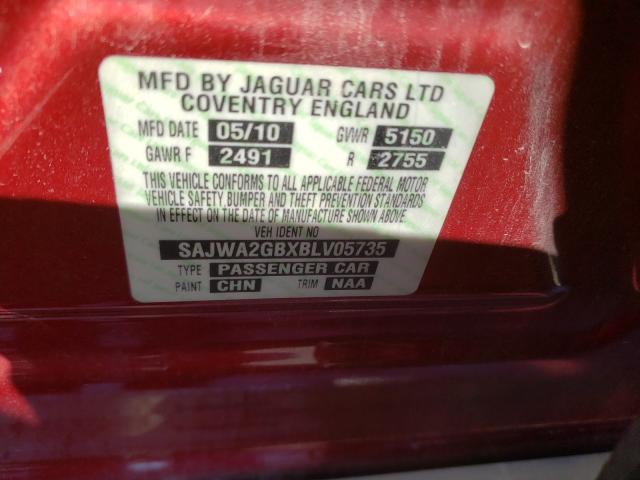 MFD BY JAGUAR CARS LTD
COVENTRY ENGLAND
MFD DATE 05/10 GVWR 5150
GAWR F 2491 R 2755
THIS VEHICLE CONFORMS TO ALL APPLICABLE FEDERAL MOTOR
VEHICLE SAFETY, BUMPER AND THEFT PREVENTION STANDARDS
IN EFFECT ON THE DATE OF MANUFACTURE SHOWN ABOVE.
VEH IDENT NO
SAJWA2GBXBLV05735
TYPE PASSENGER CAR
PAINT CHN TRIM NAA